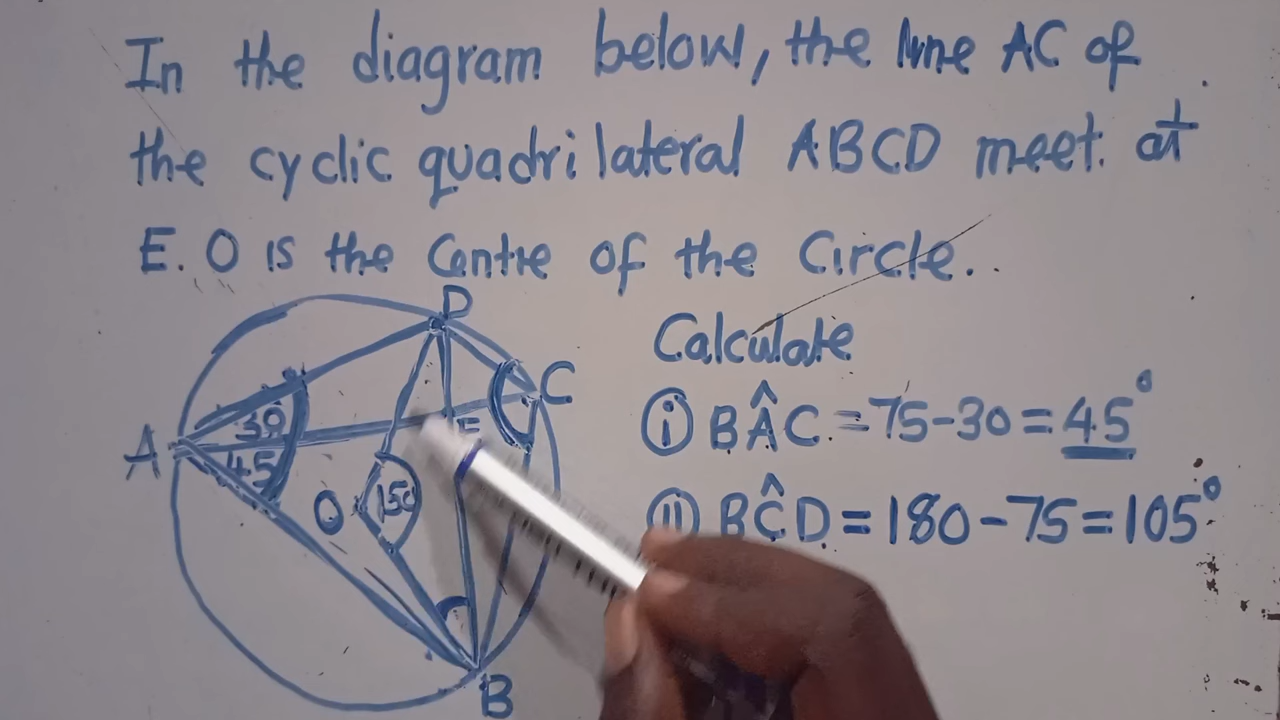 In the diagram below, the line AC of
the cyclic quadrilateral ABCD meet at
E. O is the Centre of the Circle.
Calculate
(i) BÂC = 75-30 = 45°
(ii) BĈD = 180-75 = 105°
D
C
30
A
E
45
O
150
B